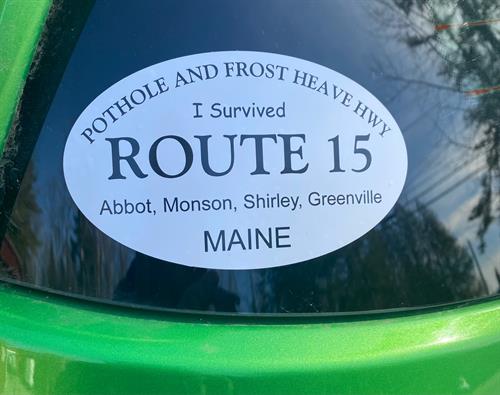 POTHOLE AND FROST HEAVE HWY
I Survived
ROUTE 15
Abbot, Monson, Shirley, Greenville
MAINE